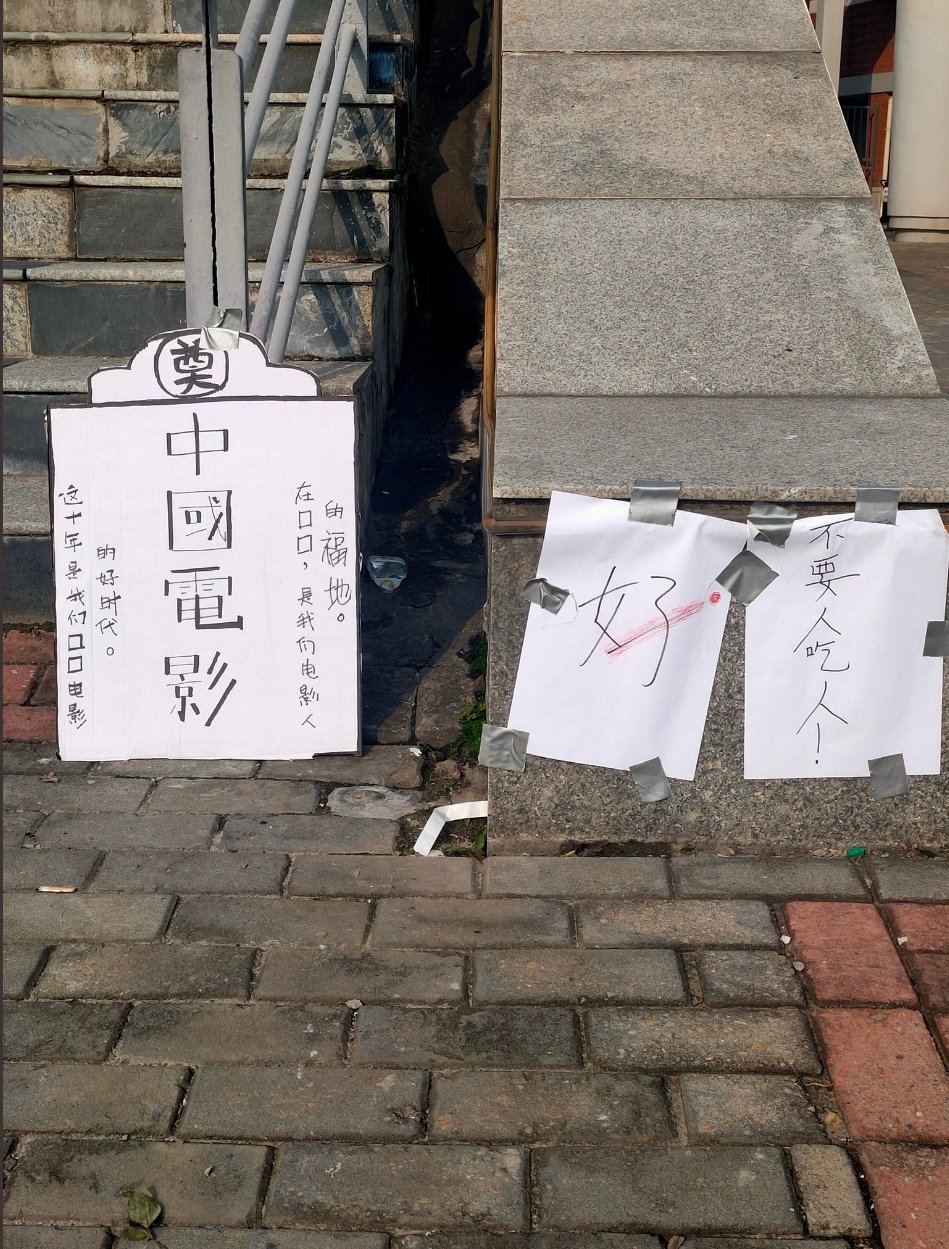 奠
中國電影
在口口，是我们电影人
的福地。
这十年是我们口口电影
的好时代。
好
不要人吃人！